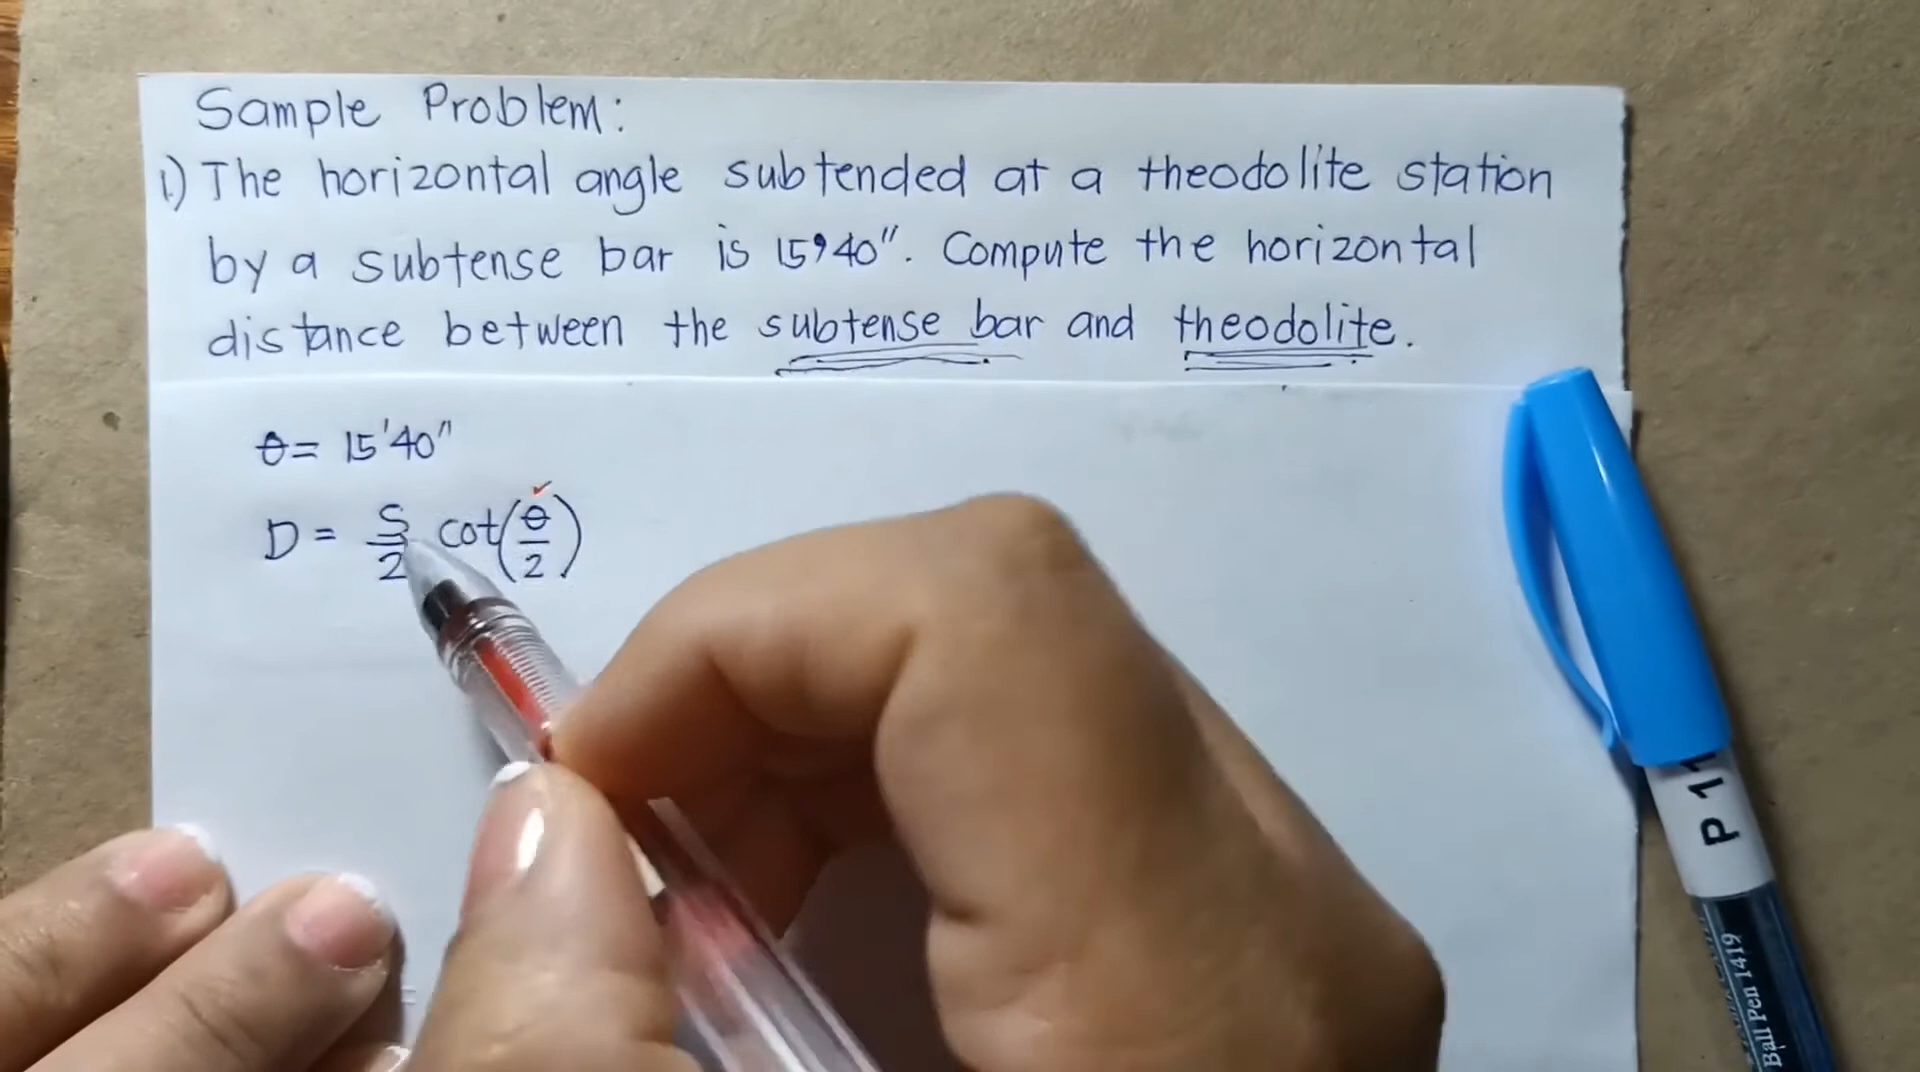 Sample Problem:
1.) The horizontal angle subtended at a theodolite station
by a subtense bar is 15'40". Compute the horizontal
distance between the subtense bar and theodolite.
θ = 15'40"
D = S/2 cot(θ/2)
P 11
Ball Pen 1419